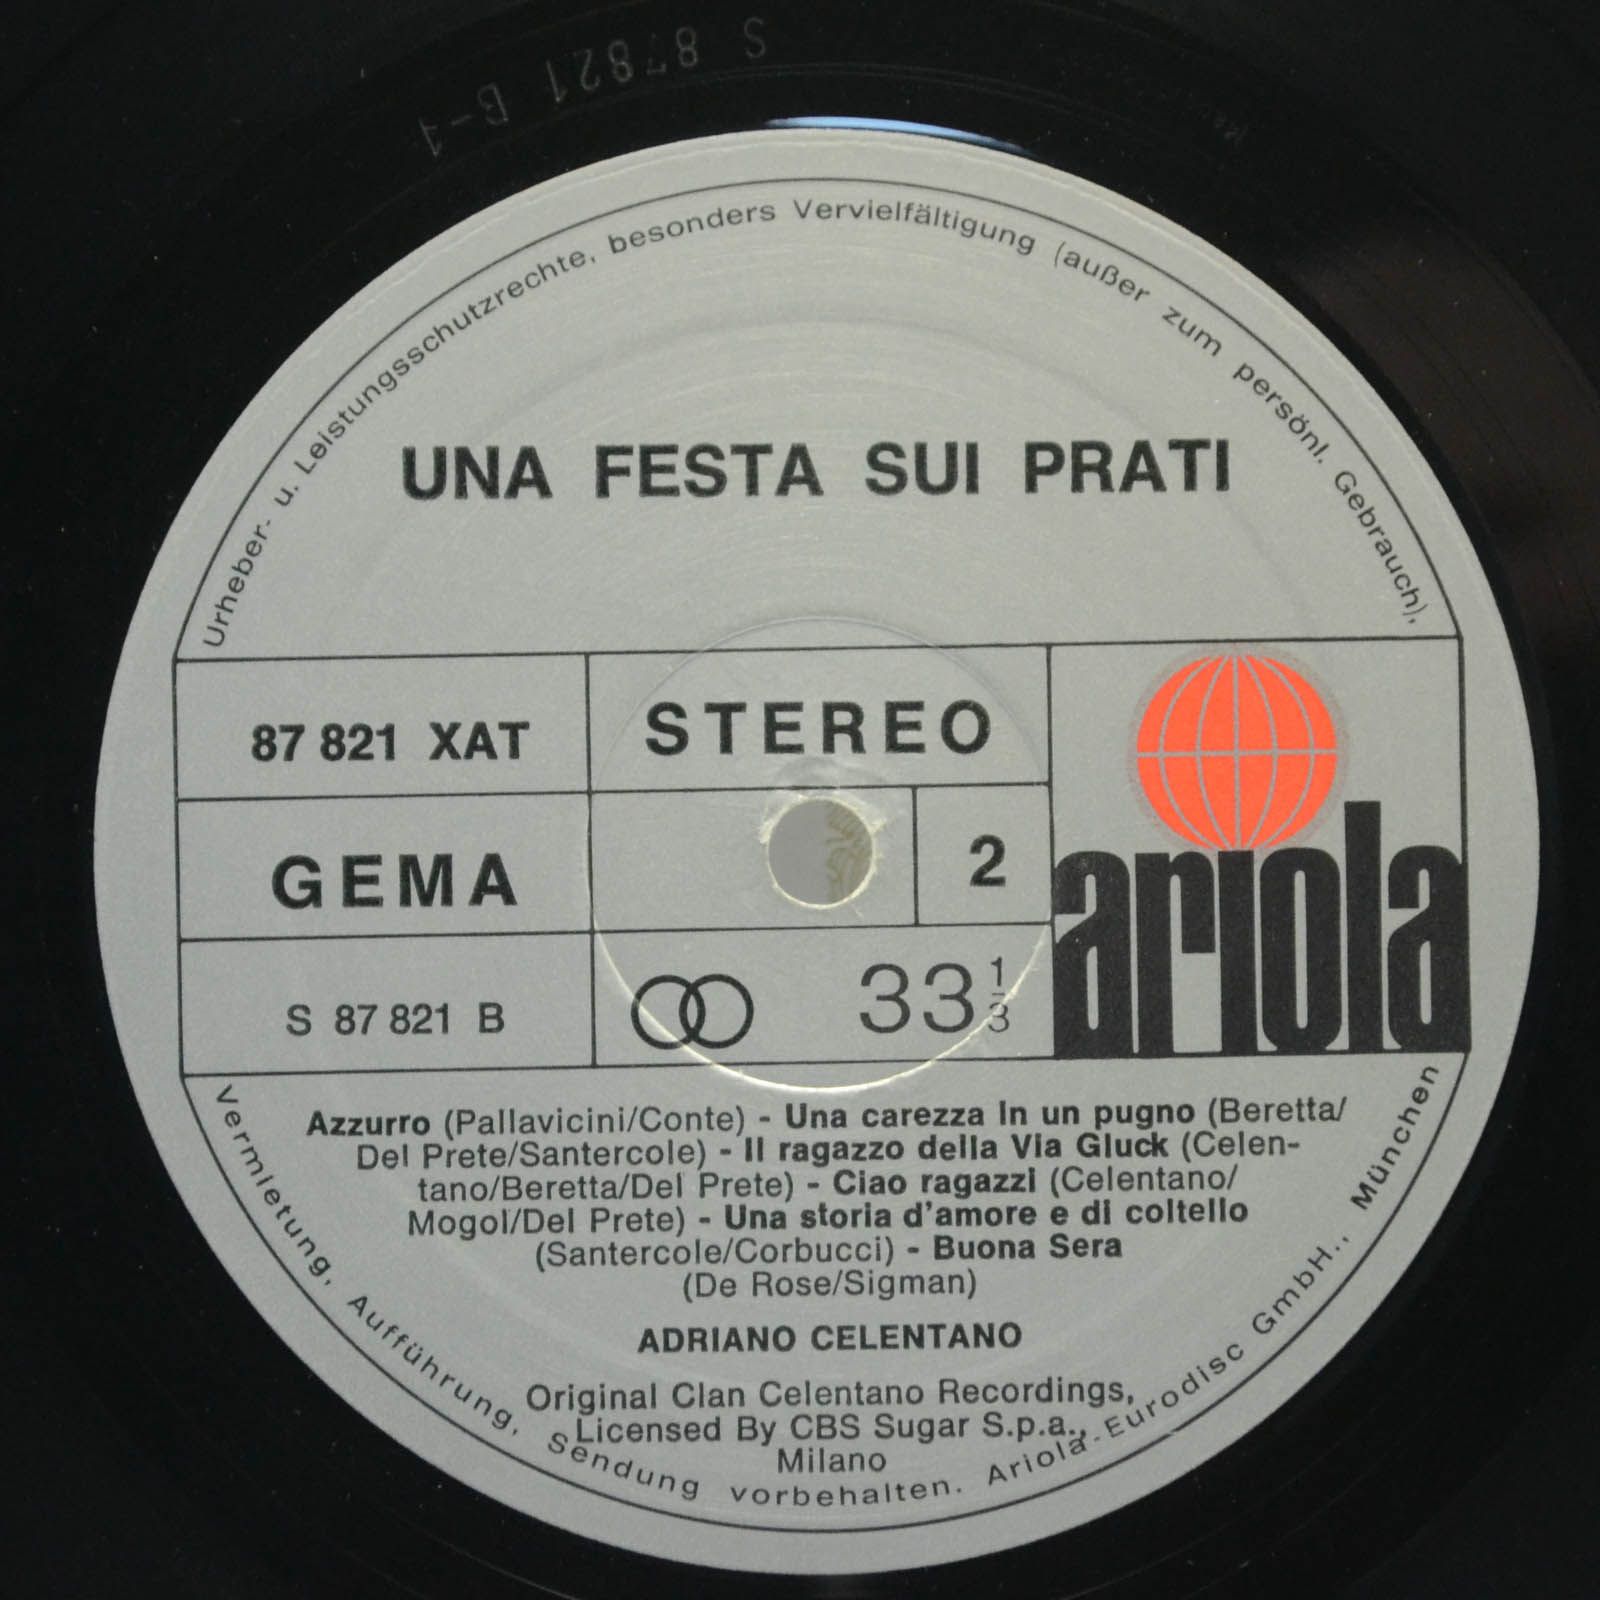 S 87821 B-1
Urheber- u. Leistungsschutzrechte, besonders Vervielfältigung (außer zum persönl. Gebrauch),
UNA FESTA SUI PRATI
87 821 XAT
STEREO
GEMA
2
ariola
S 87 821 B
33 1/3
Azzurro (Pallavicini/Conte) - Una carezza in un pugno (Beretta/
Del Prete/Santercole) - Il ragazzo della Via Gluck (Celen-
tano/Beretta/Del Prete) - Ciao ragazzi (Celentano/
Mogol/Del Prete) - Una storia d'amore e di coltello
(Santercole/Corbucci) - Buona Sera
(De Rose/Sigman)
ADRIANO CELENTANO
Original Clan Celentano Recordings,
Licensed By CBS Sugar S.p.a.,
Milano
Vermietung, Aufführung, Sendung vorbehalten. Ariola-Eurodisc GmbH., München